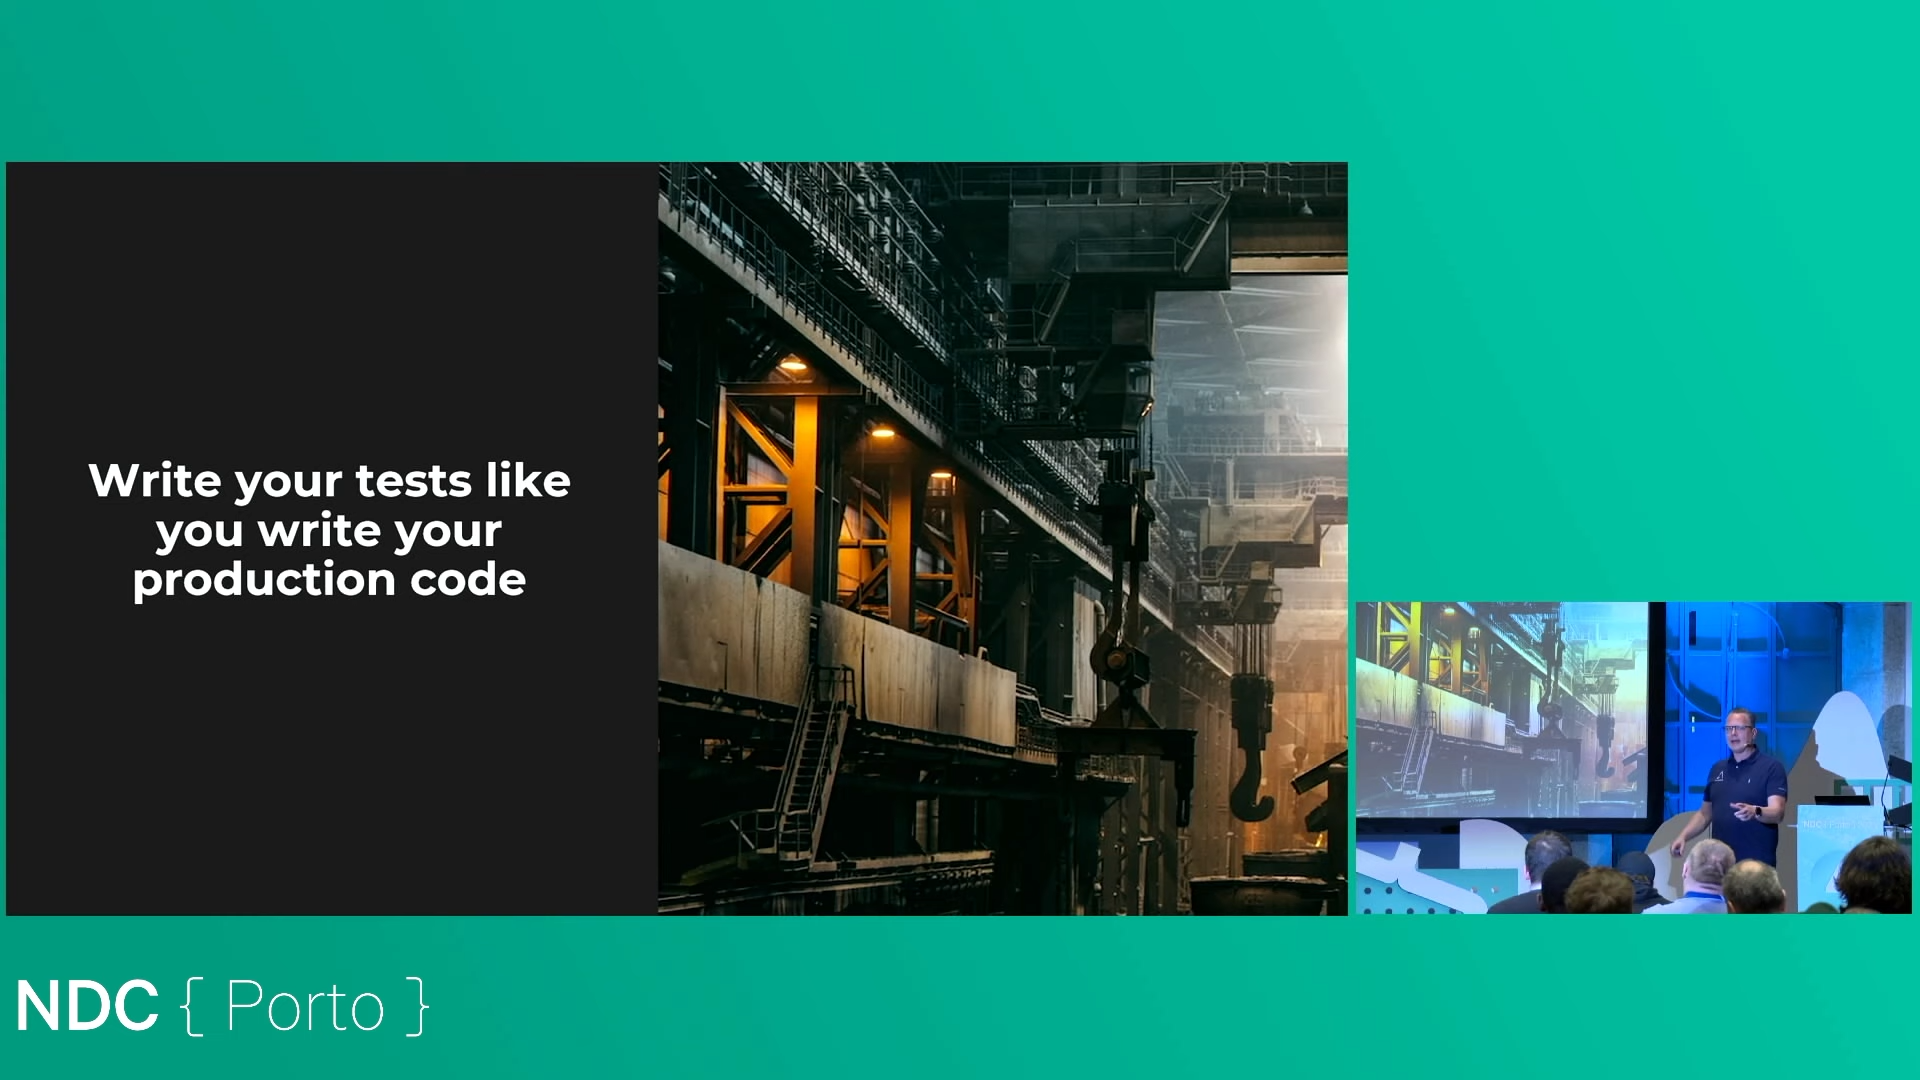 Write your tests like
you write your
production code
NDC { Porto }